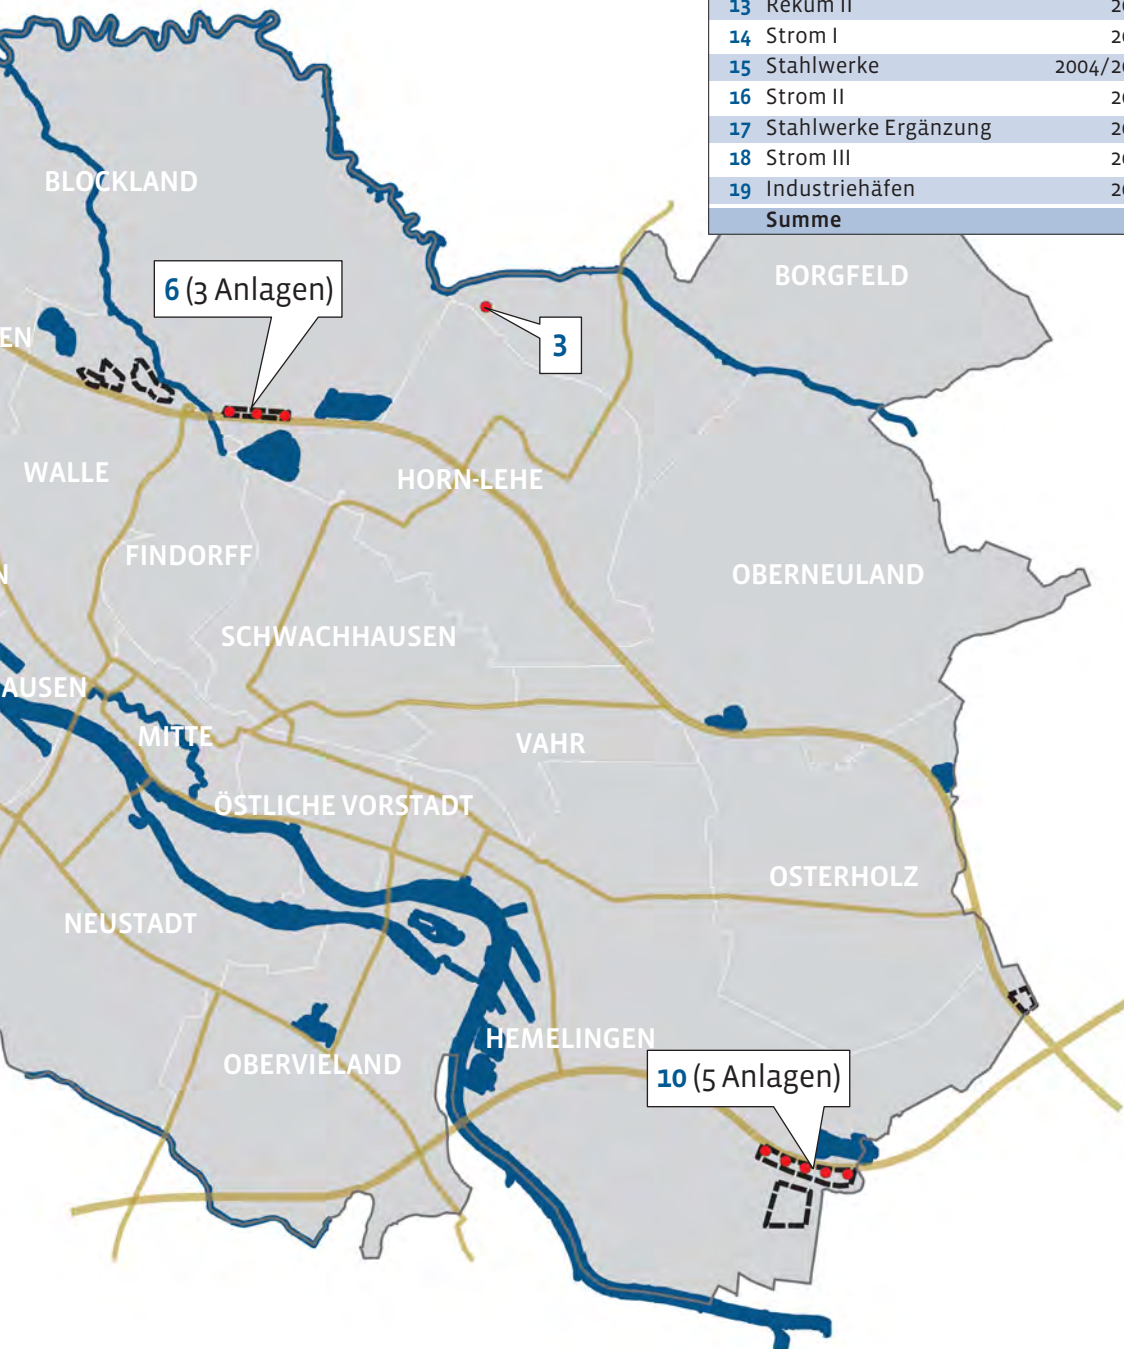 13 Rekum II
14 Strom I
15 Stahlwerke 2004/
16 Strom II
17 Stahlwerke Ergänzung
18 Strom III
19 Industriehäfen
Summe
BLOCKLAND
BORGFELD
6 (3 Anlagen)
EN
3
WALLE
HORN-LEHE
FINDORFF
N
OBERNEULAND
SCHWACHHAUSEN
AUSEN
MITTE
VAHR
ÖSTLICHE VORSTADT
OSTERHOLZ
NEUSTADT
HEMELINGEN
OBERVIELAND
10 (5 Anlagen)